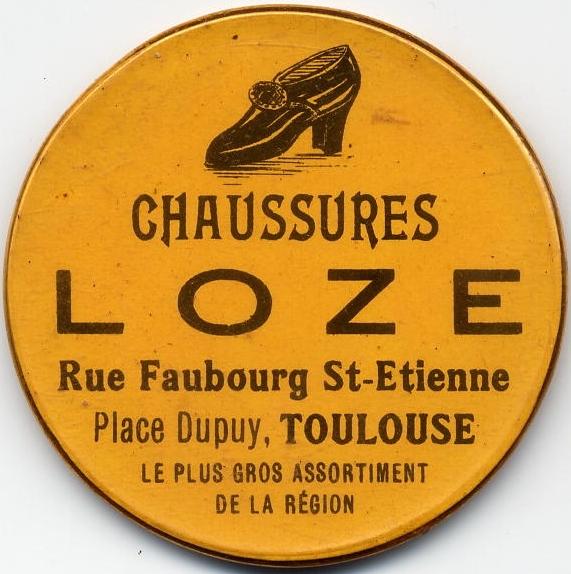 CHAUSSURES
LOZE
Rue Faubourg St-Etienne
Place Dupuy, TOULOUSE
LE PLUS GROS ASSORTIMENT
DE LA RÉGION